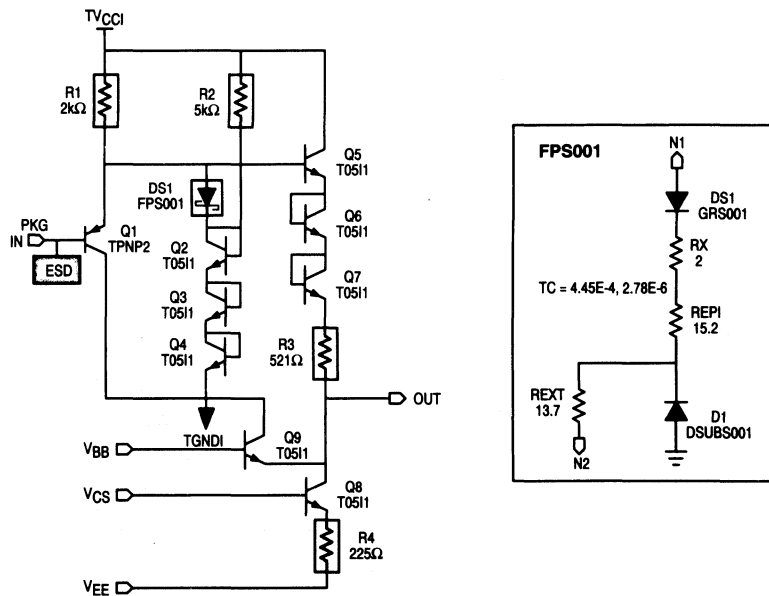 TVCCI
R1
2kΩ
R2
5kΩ
Q5
T05I1
DS1
FPS001
Q6
T05I1
PKG
IN
Q1
TPNP2
ESD
Q2
T05I1
Q7
T05I1
Q3
T05I1
Q4
T05I1
R3
521Ω
OUT
TGNDI
VBB
Q9
T05I1
VCS
Q8
T05I1
R4
225Ω
VEE
FPS001
N1
DS1
GRS001
RX
2
TC = 4.45E-4, 2.78E-6
REPI
15.2
REXT
13.7
D1
DSUBS001
N2